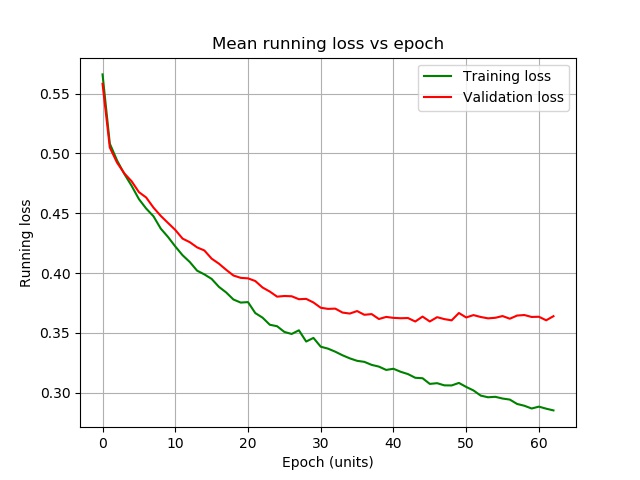 Mean running loss vs epoch
Training loss
Validation loss
Running loss
0.55
0.50
0.45
0.40
0.35
0.30
0
10
20
30
40
50
60
Epoch (units)